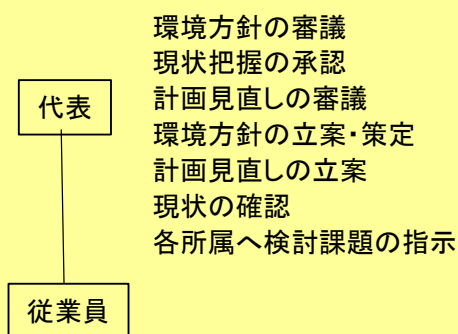 環境方針の審議
現状把握の承認
代表
計画見直しの審議
環境方針の立案・策定
計画見直しの立案
現状の確認
各所属へ検討課題の指示
従業員